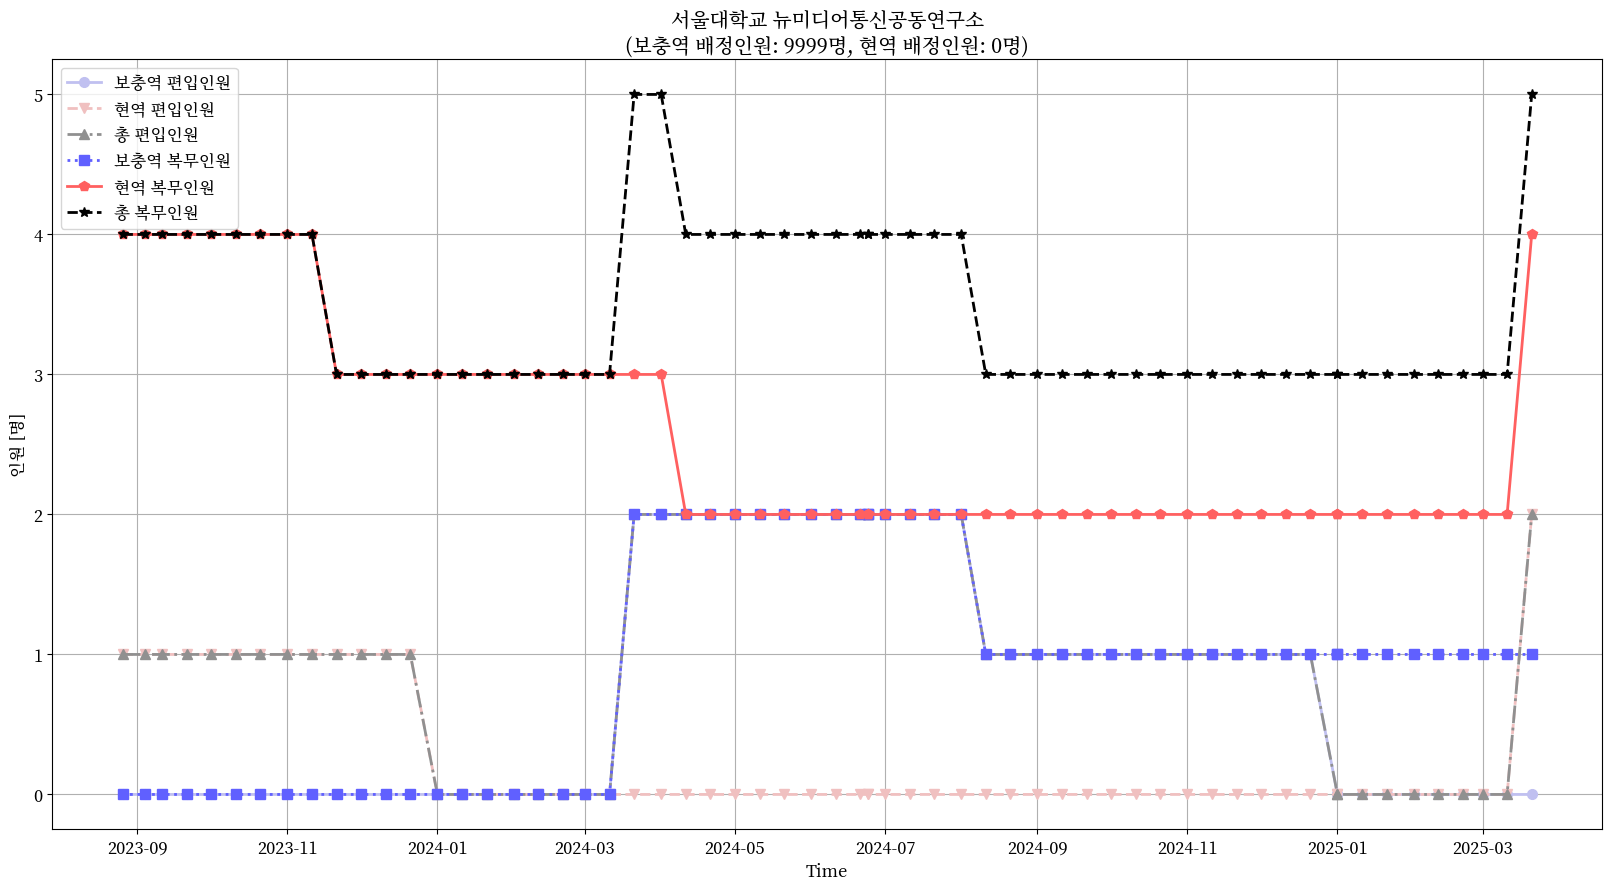 서울대학교 뉴미디어통신공동연구소
(보충역 배정인원: 9999명, 현역 배정인원: 0명)
보충역 편입인원
현역 편입인원
총 편입인원
보충역 복무인원
현역 복무인원
총 복무인원
5
4
3
2
1
0
인원 [명]
2023-09
2023-11
2024-01
2024-03
2024-05
2024-07
2024-09
2024-11
2025-01
2025-03
Time